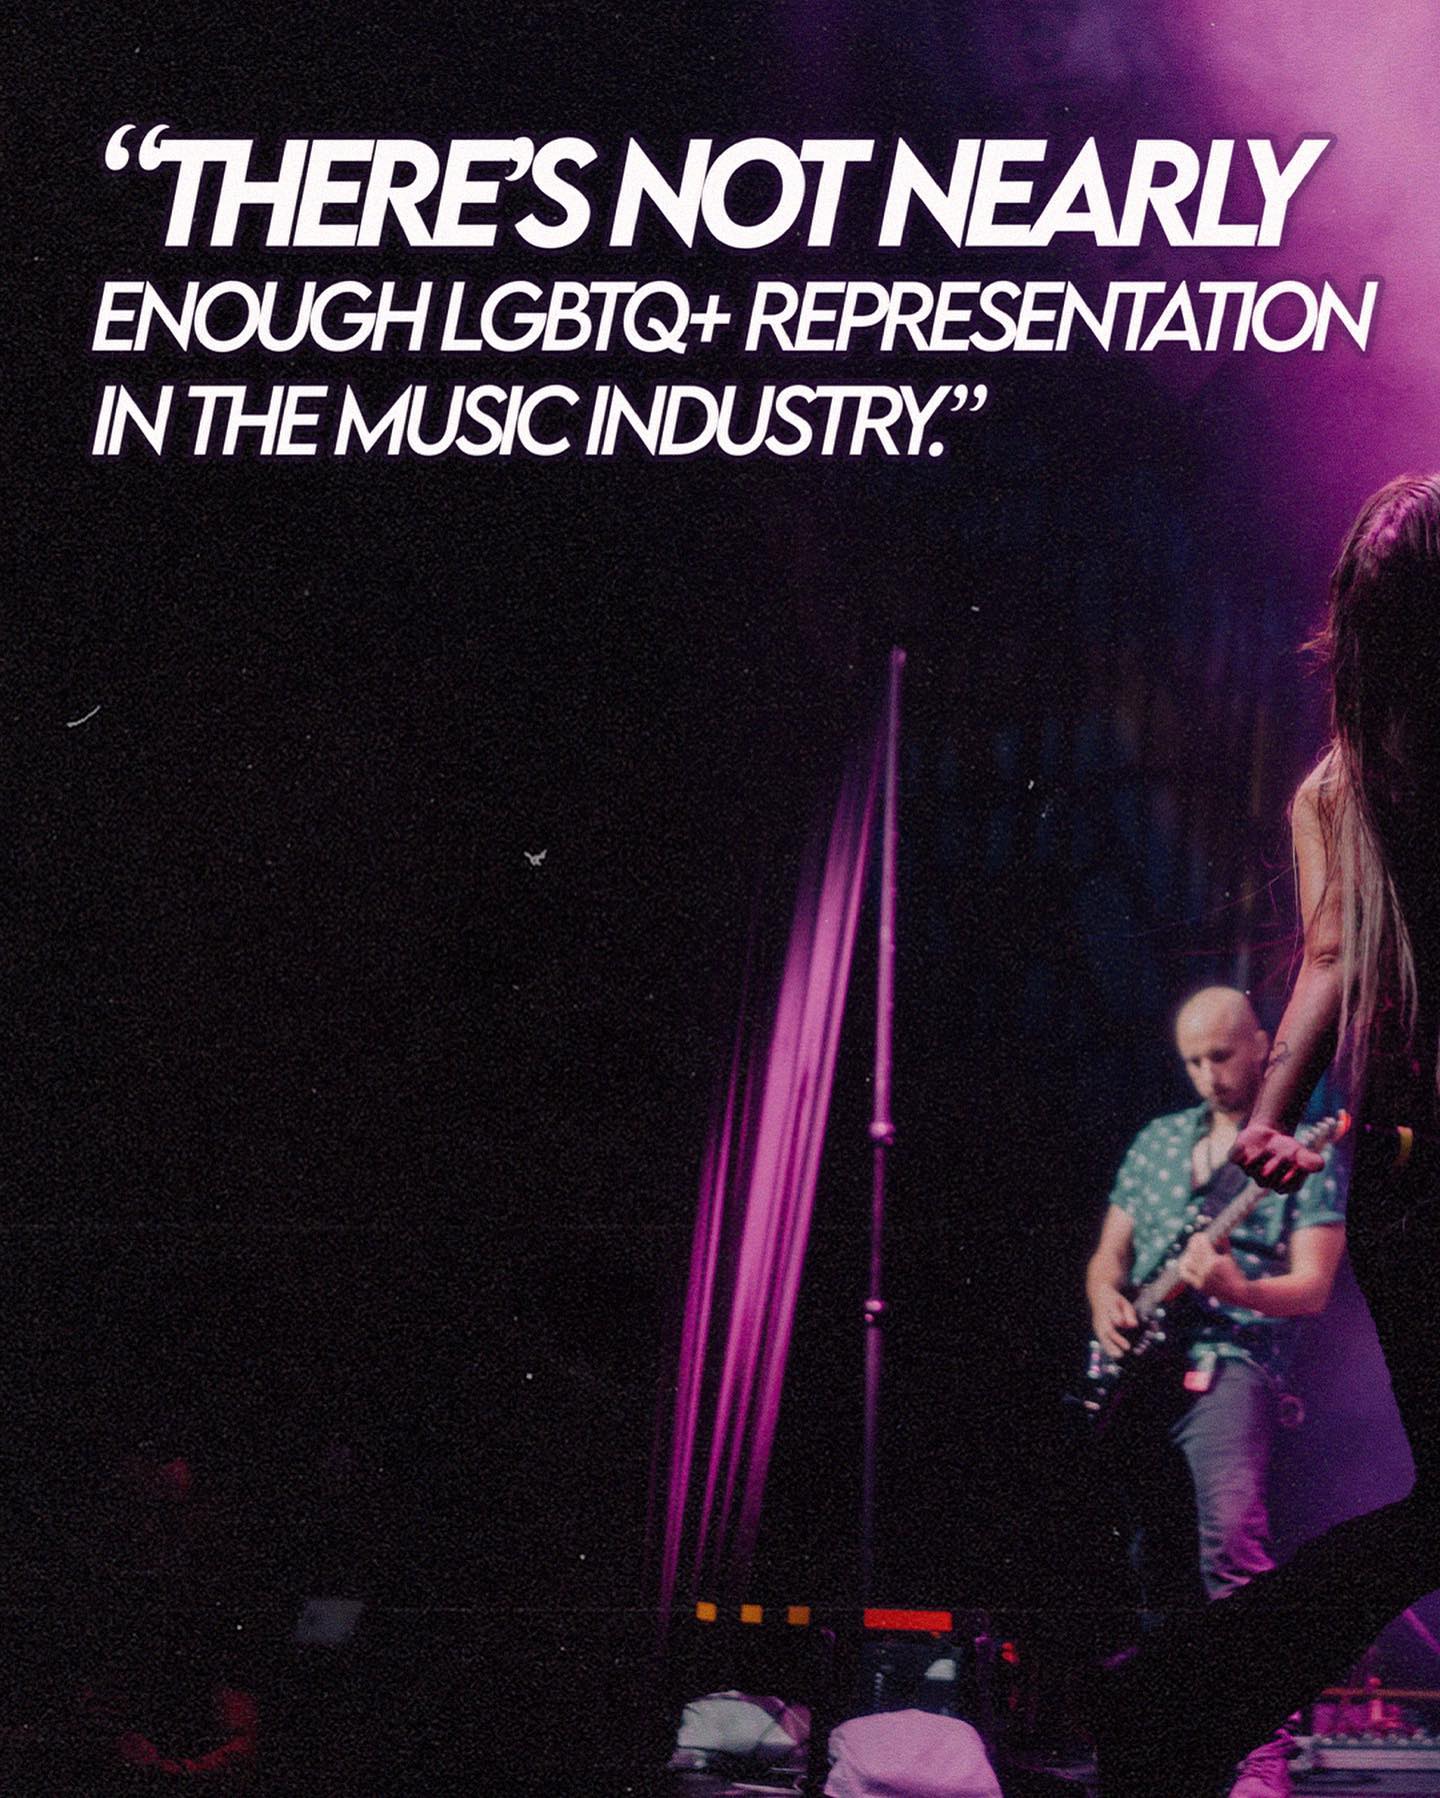 “THERE’S NOT NEARLY
ENOUGH LGBTQ+ REPRESENTATION
IN THE MUSIC INDUSTRY.”